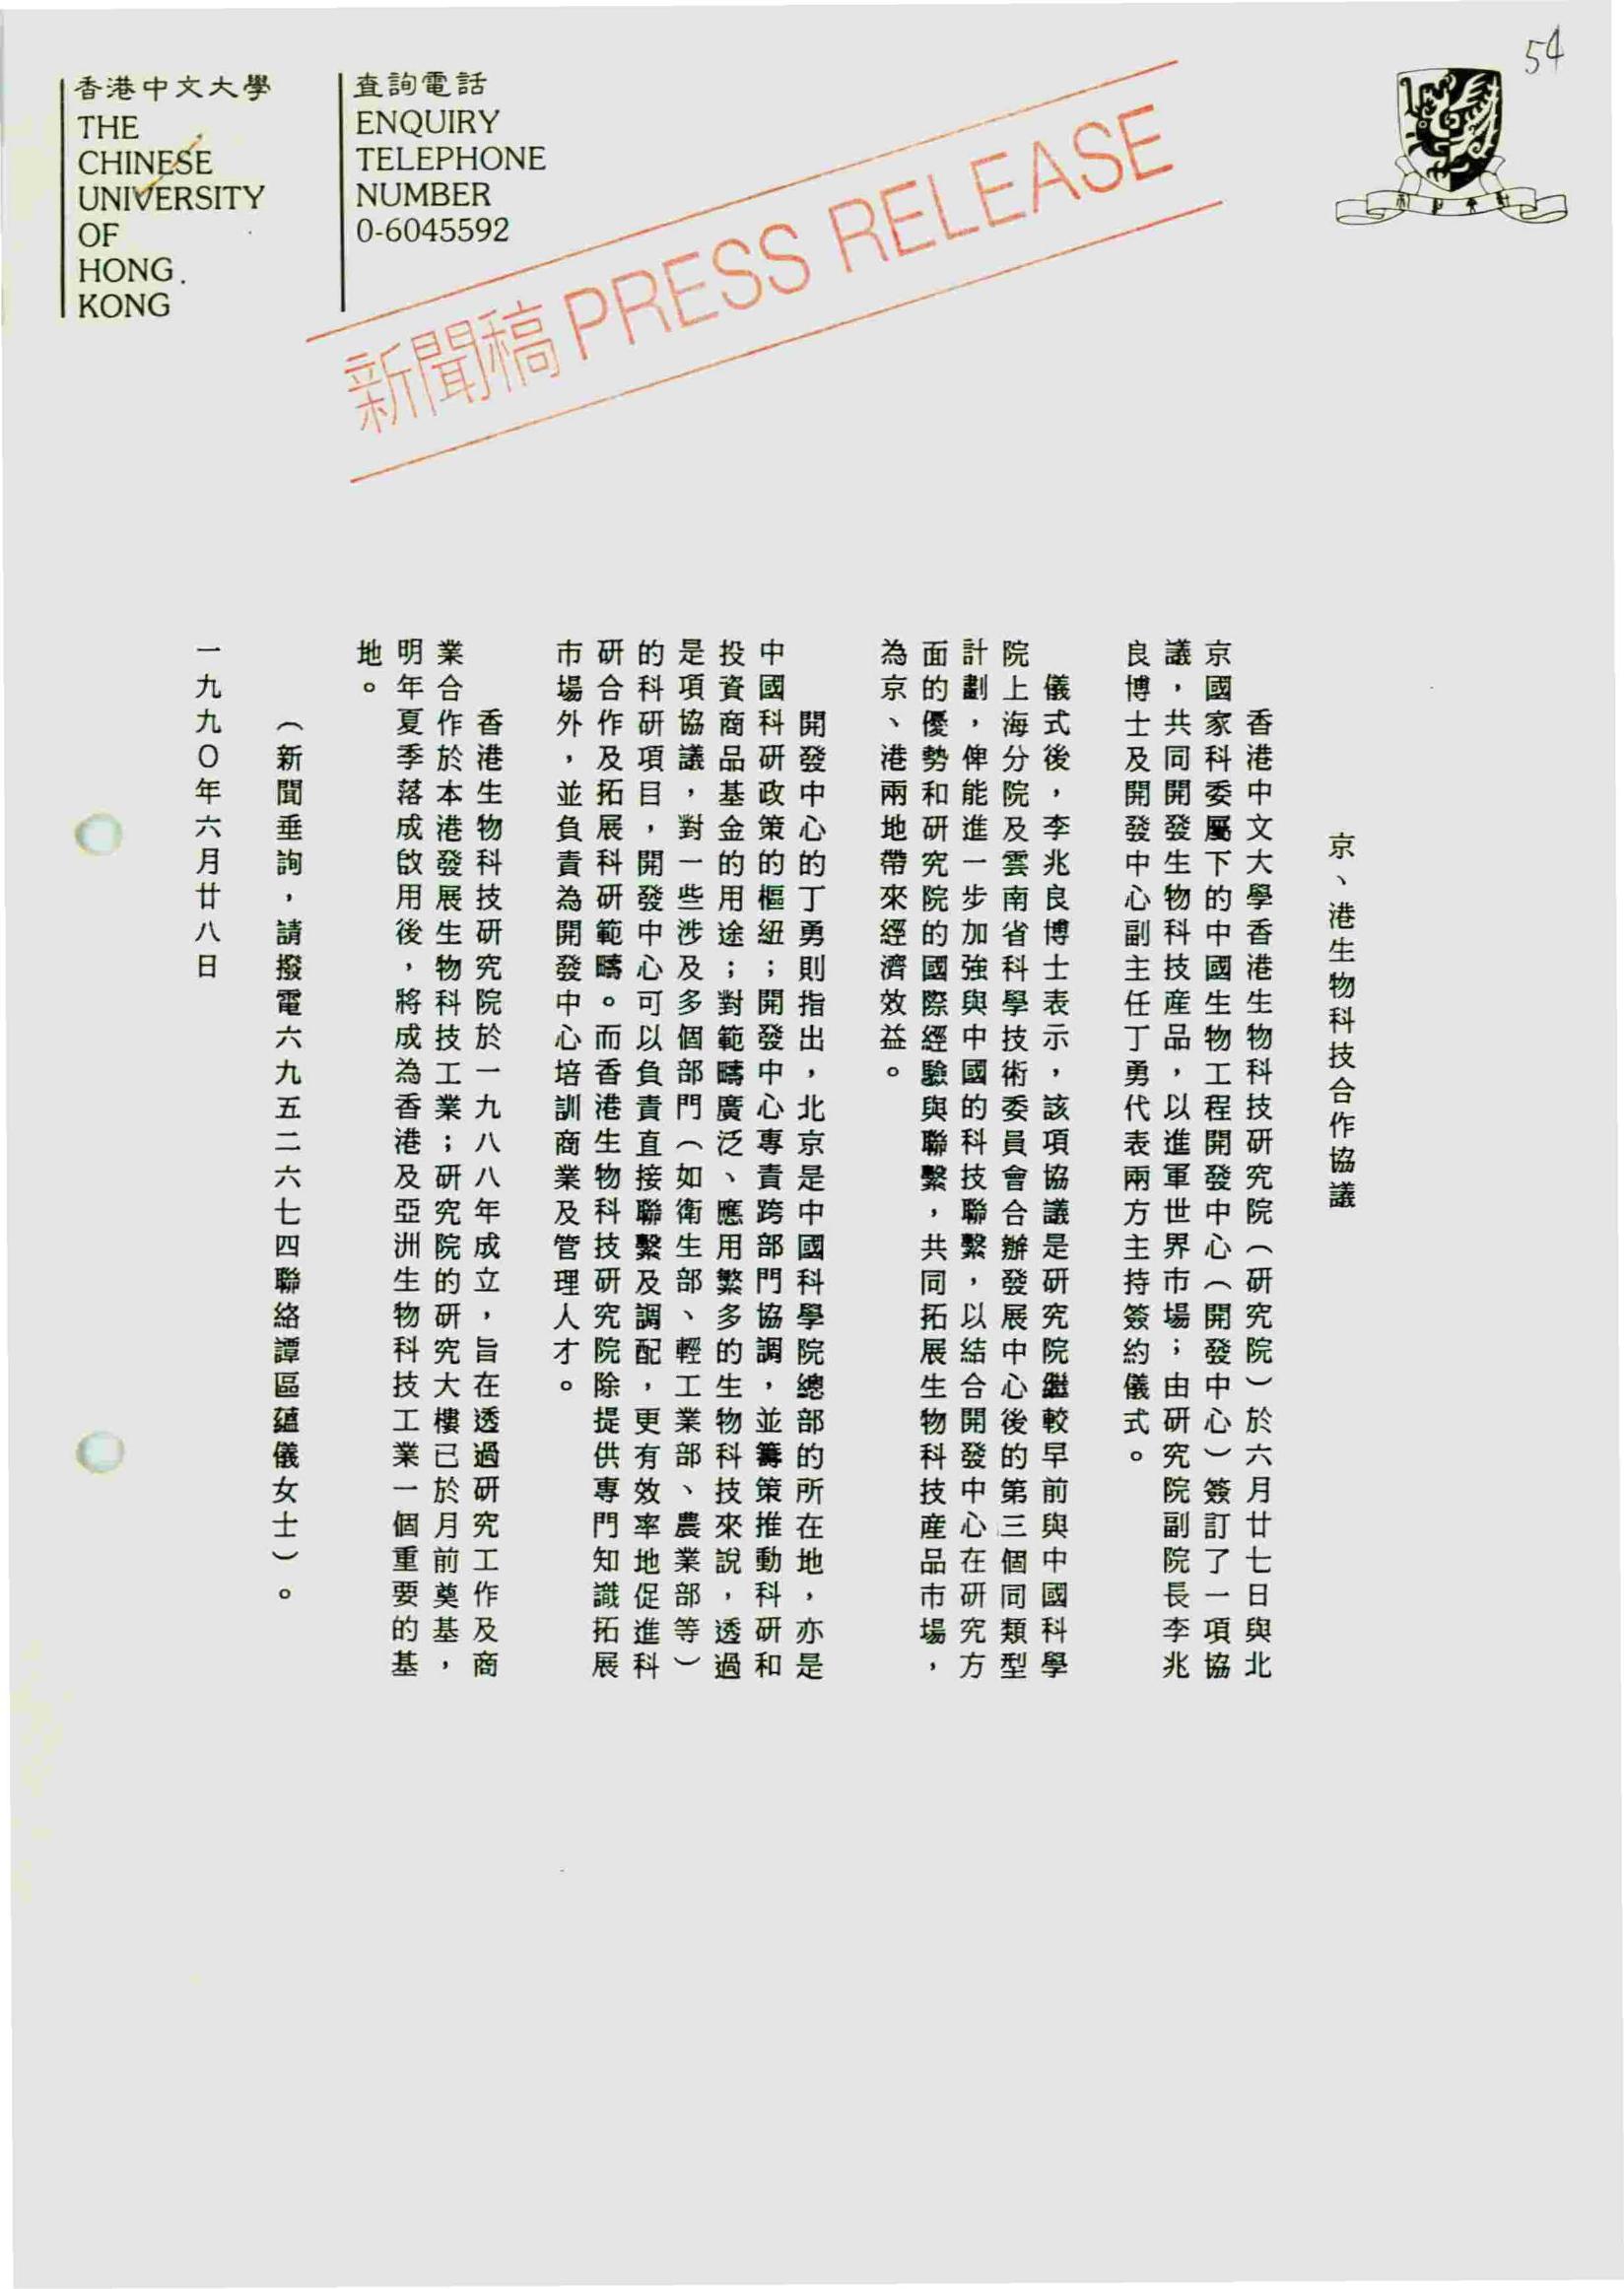 54
香港中文大學
THE
CHINESE
UNIVERSITY
OF
HONG
KONG
查詢電話
ENQUIRY
TELEPHONE
NUMBER
0-6045592
新聞稿 PRESS RELEASE
京、港生物科技合作協議
香港中文大學香港生物科技研究院(研究院)於六月廿七日與北
京國家科委屬下的中國生物工程開發中心(開發中心)簽訂了一項協
議，共同開發生物科技產品，以進軍世界市場；由研究院副院長李兆
良博士及開發中心副主任丁勇代表兩方主持簽約儀式。
儀式後，李兆良博士表示，該項協議是研究院繼較早前與中國科學
院上海分院及雲南省科學技術委員會合辦發展中心後的第三個同類型
計劃，俾能進一步加強與中國的科技聯繫，以結合開發中心在研究方
面的優勢和研究院的國際經驗與聯繫，共同拓展生物科技產品市場，
為京、港兩地帶來經濟效益。
開發中心的丁勇則指出，北京是中國科學院總部的所在地，亦是
中國科研政策的樞紐；開發中心專責跨部門協調，並籌策推動科研和
投資商品基金的用途；對範疇廣泛、應用繁多的生物科技來說，透過
是項協議，對一些涉及多個部門(如衛生部、輕工業部、農業部等)
的科研項目，開發中心可以負責直接聯繫及調配，更有效率地促進科
研合作及拓展科研範疇。而香港生物科技研究院除提供專門知識拓展
市場外，並負責為開發中心培訓商業及管理人才。
香港生物科技研究院於一九八八年成立，旨在透過研究工作及商
業合作於本港發展生物科技工業；研究院的研究大樓已於月前奠基，
明年夏季落成啟用後，將成為香港及亞洲生物科技工業一個重要的基
地。
(新聞垂詢，請撥電六九五二六七四聯絡譚區蘊儀女士)。
一九九〇年六月廿八日